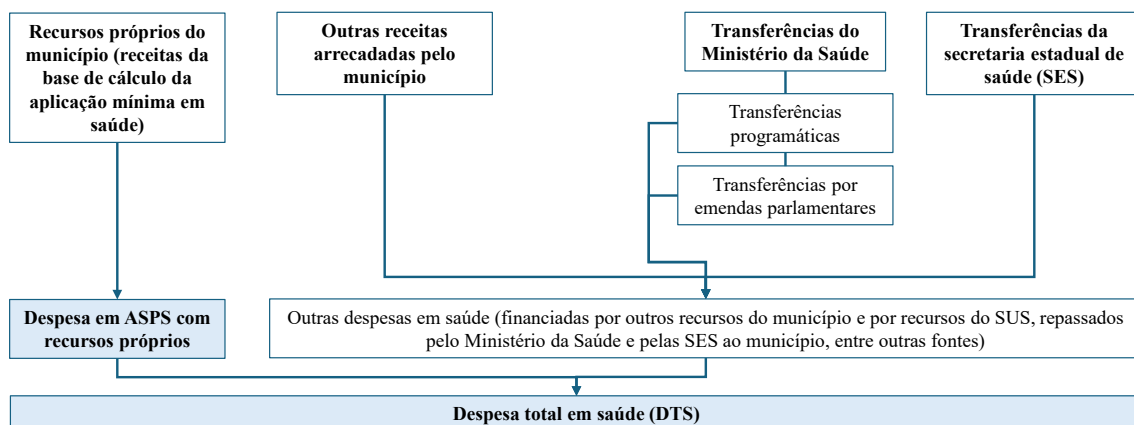 Recursos próprios do
município (receitas da
base de cálculo da
aplicação mínima em
saúde)
Outras receitas
arrecadadas pelo
município
Transferências do
Ministério da Saúde
Transferências da
secretaria estadual de
saúde (SES)
Transferências
programáticas
Transferências por
emendas parlamentares
Despesa em ASPS com
recursos próprios
Outras despesas em saúde (financiadas por outros recursos do município e por recursos do SUS, repassados
pelo Ministério da Saúde e pelas SES ao município, entre outras fontes)
Despesa total em saúde (DTS)